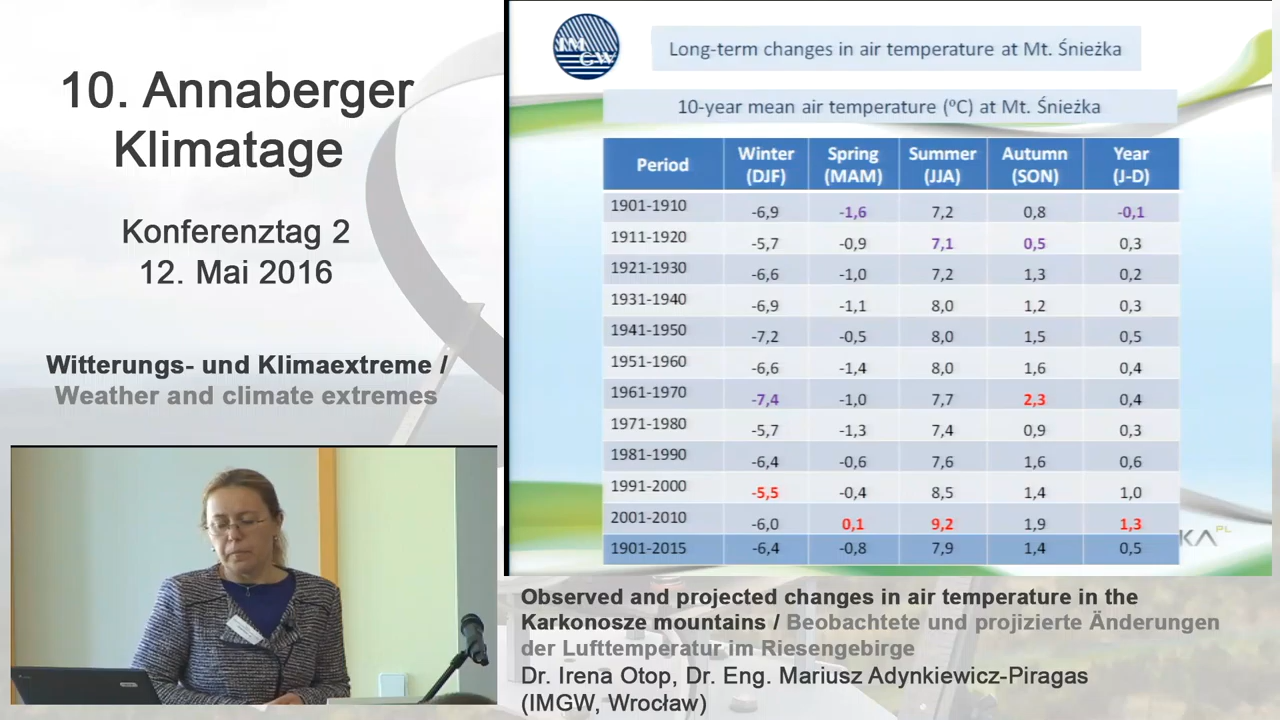 10. Annaberger
Klimatage
Konferenztag 2
12. Mai 2016
Witterungs- und Klimaextreme /
Weather and climate extremes
IM
GW
Long-term changes in air temperature at Mt. Śnieżka
10-year mean air temperature (ºC) at Mt. Śnieżka
Period Winter (DJF) Spring (MAM) Summer (JJA) Autumn (SON) Year (J-D)
1901-1910 -6,9 -1,6 7,2 0,8 -0,1
1911-1920 -5,7 -0,9 7,1 0,5 0,3
1921-1930 -6,6 -1,0 7,2 1,3 0,2
1931-1940 -6,9 -1,1 8,0 1,2 0,3
1941-1950 -7,2 -0,5 8,0 1,5 0,5
1951-1960 -6,6 -1,4 8,0 1,6 0,4
1961-1970 -7,4 -1,0 7,7 2,3 0,4
1971-1980 -5,7 -1,3 7,4 0,9 0,3
1981-1990 -6,4 -0,6 7,6 1,6 0,6
1991-2000 -5,5 -0,4 8,5 1,4 1,0
2001-2010 -6,0 0,1 9,2 1,9 1,3
1901-2015 -6,4 -0,8 7,9 1,4 0,5
Observed and projected changes in air temperature in the
Karkonosze mountains / Beobachtete und projizierte Änderungen
der Lufttemperatur im Riesengebirge
Dr. Irena Otop, Dr. Eng. Mariusz Adynkiewicz-Piragas
(IMGW, Wrocław)